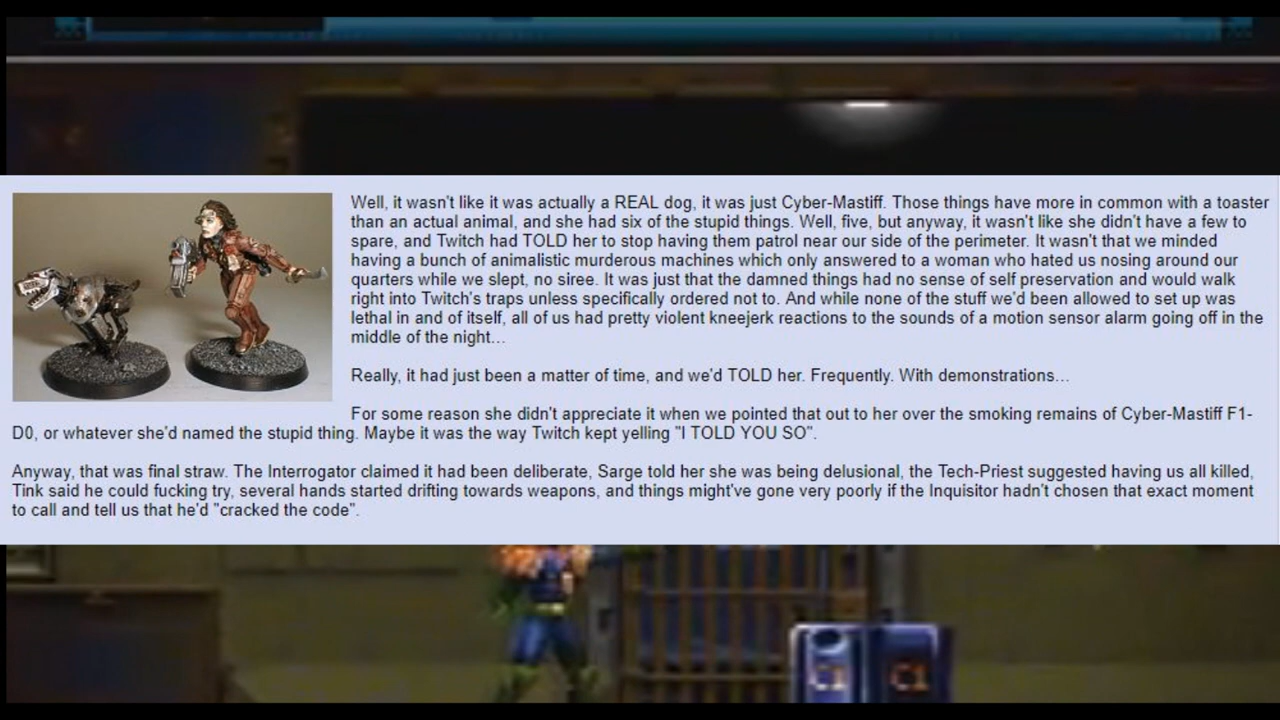 Well, it wasn't like it was actually a REAL dog, it was just Cyber-Mastiff. Those things have more in common with a toaster
than an actual animal, and she had six of the stupid things. Well, five, but anyway, it wasn't like she didn't have a few to
spare, and Twitch had TOLD her to stop having them patrol near our side of the perimeter. It wasn't that we minded
having a bunch of animalistic murderous machines which only answered to a woman who hated us nosing around our
quarters while we slept, no siree. It was just that the damned things had no sense of self preservation and would walk
right into Twitch's traps unless specifically ordered not to. And while none of the stuff we'd been allowed to set up was
lethal in and of itself, all of us had pretty violent kneejerk reactions to the sounds of a motion sensor alarm going off in the
middle of the night…
Really, it had just been a matter of time, and we'd TOLD her. Frequently. With demonstrations…
For some reason she didn't appreciate it when we pointed that out to her over the smoking remains of Cyber-Mastiff F1-
D0, or whatever she'd named the stupid thing. Maybe it was the way Twitch kept yelling "I TOLD YOU SO".
Anyway, that was final straw. The Interrogator claimed it had been deliberate, Sarge told her she was being delusional, the Tech-Priest suggested having us all killed,
Tink said he could fucking try, several hands started drifting towards weapons, and things might've gone very poorly if the Inquisitor hadn't chosen that exact moment
to call and tell us that he'd "cracked the code".